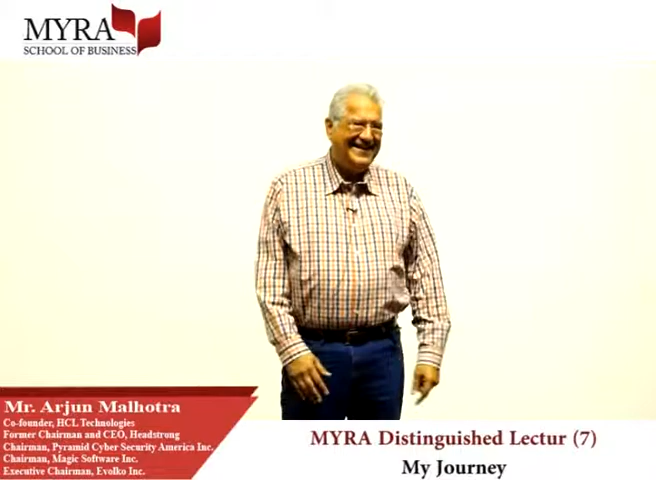 MYRA
SCHOOL OF BUSINESS
Mr. Arjun Malhotra
Co-founder, HCL Technologies
Former Chairman and CEO, Headstrong
Chairman, Pyramid Cyber Security America Inc.
Chairman, Magic Software Inc.
Executive Chairman, Evolko Inc.
MYRA Distinguished Lectur (7)
My Journey